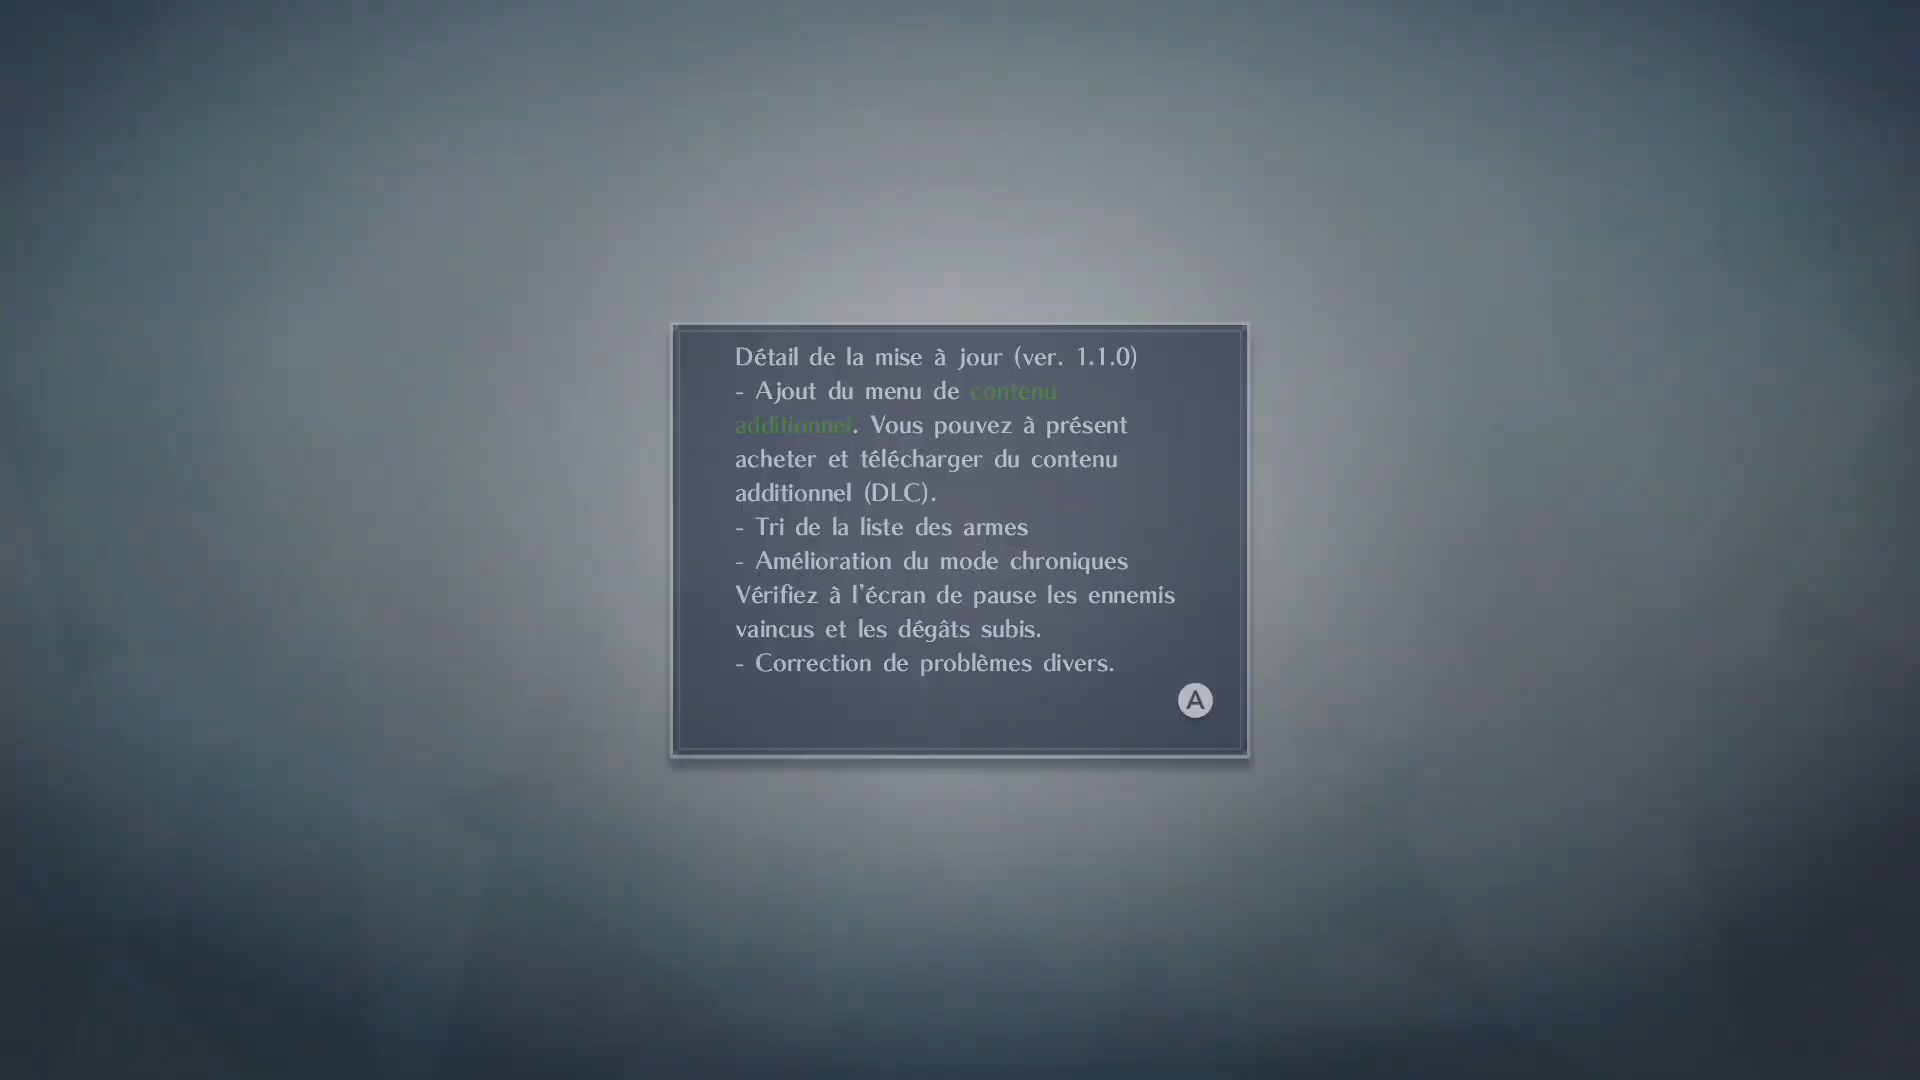 Détail de la mise à jour (ver. 1.1.0)
- Ajout du menu de contenu
additionnel. Vous pouvez à présent
acheter et télécharger du contenu
additionnel (DLC).
- Tri de la liste des armes
- Amélioration du mode chroniques
Vérifiez à l'écran de pause les ennemis
vaincus et les dégâts subis.
- Correction de problèmes divers.
A